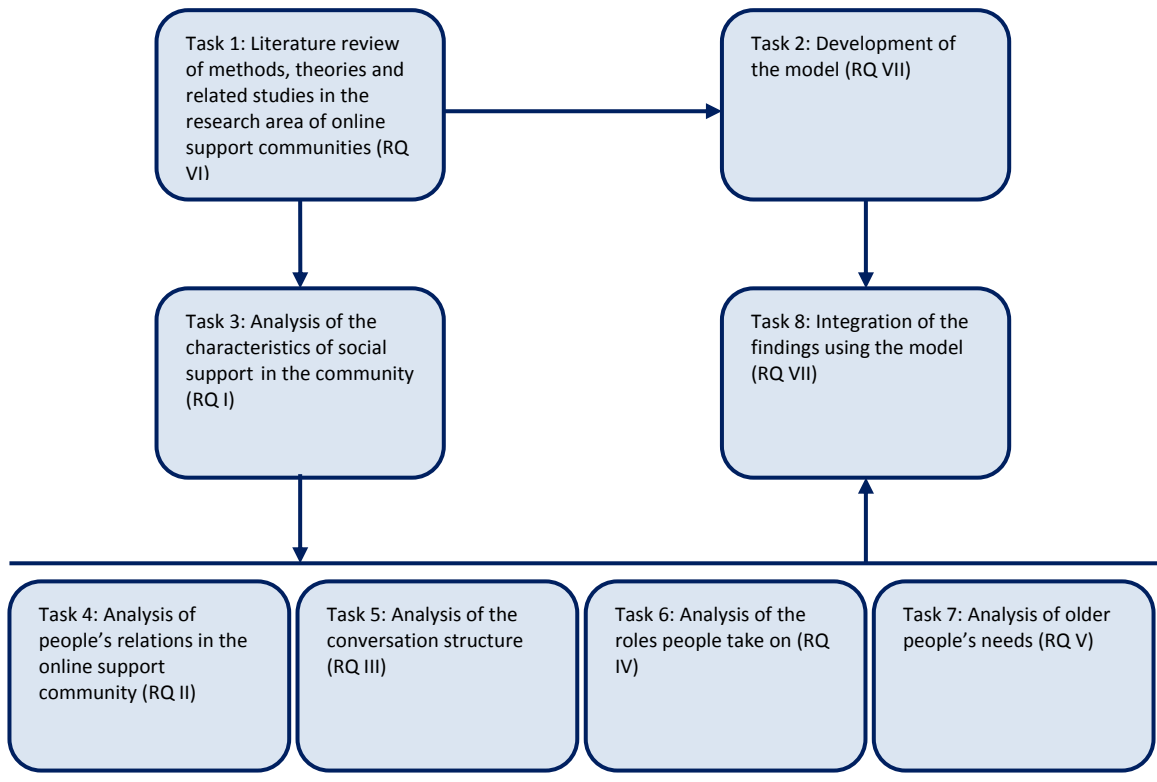 Task 1: Literature review
of methods, theories and
related studies in the
research area of online
support communities (RQ
VI)
Task 2: Development of
the model (RQ VII)
Task 3: Analysis of the
characteristics of social
support in the community
(RQ I)
Task 8: Integration of the
findings using the model
(RQ VII)
Task 4: Analysis of
people’s relations in the
online support
community (RQ II)
Task 5: Analysis of the
conversation structure
(RQ III)
Task 6: Analysis of the
roles people take on (RQ
IV)
Task 7: Analysis of older
people’s needs (RQ V)